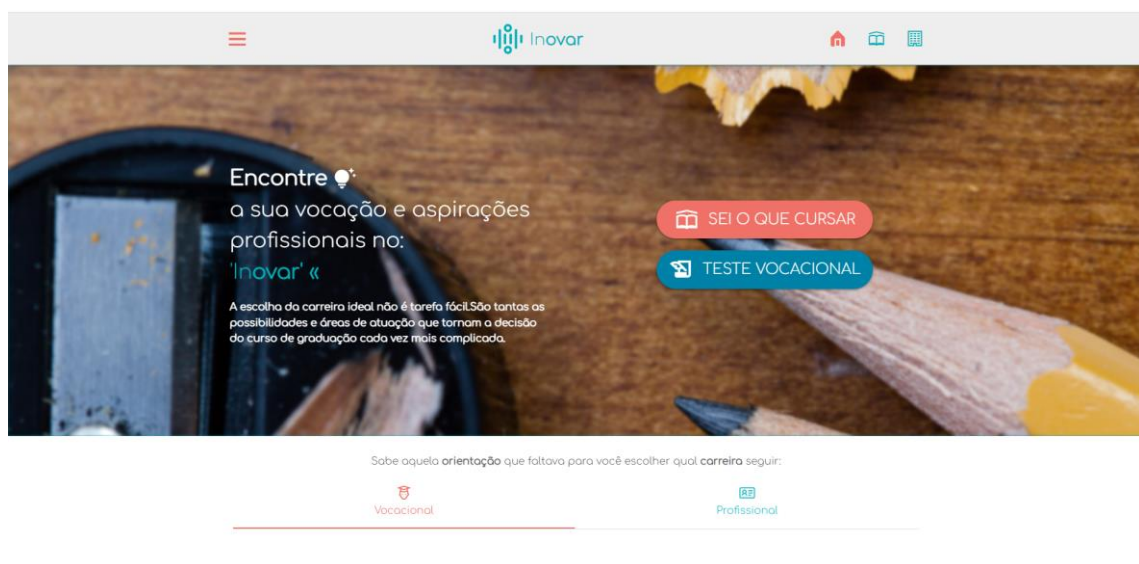 Inovar
Encontre
a sua vocação e aspirações
profissionais no:
'Inovar' «
A escolha da carreira ideal não é tarefa fácil.São tantas as
possibilidades e áreas de atuação que tornam a decisão
do curso de graduação cada vez mais complicada.
SEI O QUE CURSAR
TESTE VOCACIONAL
Sabe aquela orientação que faltava para você escolher qual carreira seguir:
Vocacional
Profissional